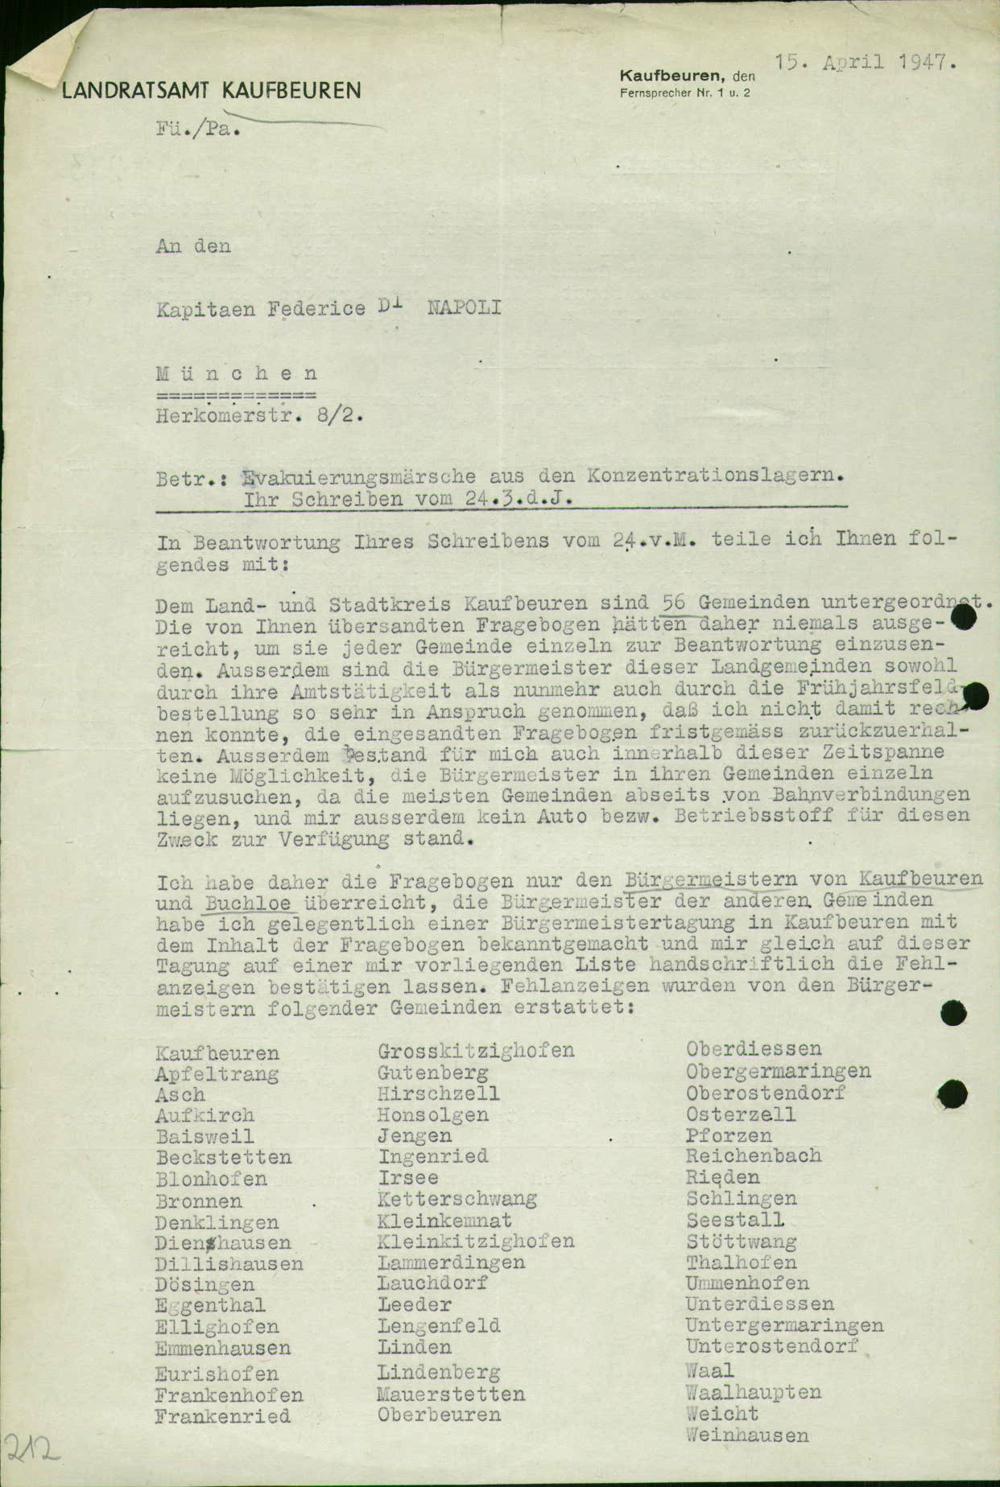 15. April 1947.
LANDRATSAMT KAUFBEUREN
Kaufbeuren, den
Fernsprecher Nr. 1 u. 2
Fü./Pa.
An den
Kapitaen Federice Di NAPOLI
M ü n c h e n
=============
Herkomerstr. 8/2.
Betr.: Evakuierungsmärsche aus den Konzentrationslagern.
Ihr Schreiben vom 24.3.d.J.
In Beantwortung Ihres Schreibens vom 24.v.M. teile ich Ihnen fol-
gendes mit:
Dem Land- und Stadtkreis Kaufbeuren sind 56 Gemeinden untergeordnet.
Die von Ihnen übersandten Fragebogen hätten daher niemals ausge-
reicht, um sie jeder Gemeinde einzeln zur Beantwortung einzusen-
den. Ausserdem sind die Bürgermeister dieser Landgemeinden sowohl
durch ihre Amtstätigkeit als nunmehr auch durch die Frühjahrsfeld-
bestellung so sehr in Anspruch genommen, daß ich nicht damit rech-
nen konnte, die eingesandten Fragebogen fristgemäss zurückzuerhal-
ten. Ausserdem bestand für mich auch innerhalb dieser Zeitspanne
keine Möglichkeit, die Bürgermeister in ihren Gemeinden einzeln
aufzusuchen, da die meisten Gemeinden abseits von Bahnverbindungen
liegen, und mir ausserdem kein Auto bezw. Betriebsstoff für diesen
Zweck zur Verfügung stand.
Ich habe daher die Fragebogen nur den Bürgermeistern von Kaufbeuren
und Buchloe überreicht, die Bürgermeister der anderen Gemeinden
habe ich gelegentlich einer Bürgermeistertagung in Kaufbeuren mit
dem Inhalt der Fragebogen bekanntgemacht und mir gleich auf dieser
Tagung auf einer mir vorliegenden Liste handschriftlich die Fehl-
anzeigen bestätigen lassen. Fehlanzeigen wurden von den Bürger-
meistern folgender Gemeinden erstattet:
Kaufbeuren
Apfeltrang
Asch
Aufkirch
Baisweil
Beckstetten
Blonhofen
Bronnen
Denklingen
Dienshausen
Dillishausen
Dösingen
Eggenthal
Ellighofen
Emmenhausen
Eurishofen
Frankenhofen
Frankenried
Grosskitzighofen
Gutenberg
Hirschzell
Honsolgen
Jengen
Ingenried
Irsee
Ketterschwang
Kleinkemnat
Kleinkitzighofen
Lammerdingen
Lauchdorf
Leeder
Lengenfeld
Linden
Lindenberg
Mauerstetten
Oberbeuren
Oberdiessen
Obergermaringen
Oberostendorf
Osterzell
Pforzen
Reichenbach
Rieden
Schlingen
Seestall
Stöttwang
Thalhofen
Ummenhofen
Unterdiessen
Untergermaringen
Unterostendorf
Waal
Waalhaupten
Weicht
Weinhausen
212